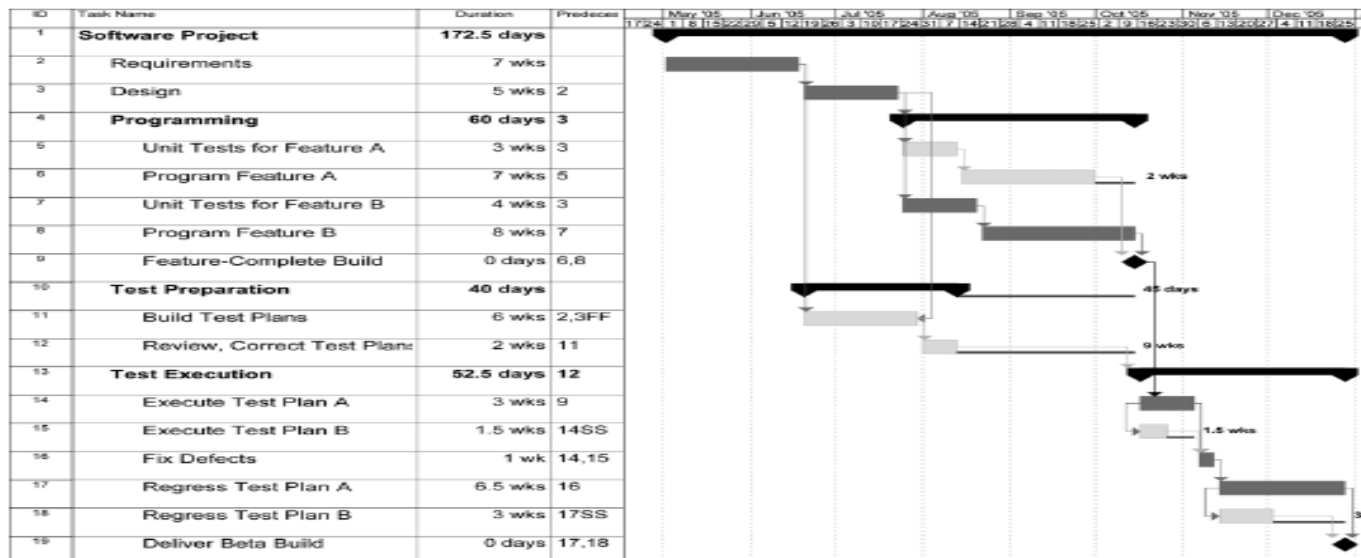 ID Task Name Duration Predeces May '05 Jun '05 Jul '05 Aug '05 Sep '05 Oct '05 Nov '05 Dec '05
1 Software Project 172.5 days
2 Requirements 7 wks
3 Design 5 wks 2
4 Programming 60 days 3
5 Unit Tests for Feature A 3 wks 3
6 Program Feature A 7 wks 5 2 wks
7 Unit Tests for Feature B 4 wks 3
8 Program Feature B 8 wks 7
9 Feature-Complete Build 0 days 6,8
10 Test Preparation 40 days 45 days
11 Build Test Plans 6 wks 2,3FF
12 Review, Correct Test Plans 2 wks 11 9 wks
13 Test Execution 52.5 days 12
14 Execute Test Plan A 3 wks 9
15 Execute Test Plan B 1.5 wks 14SS 1.5 wks
16 Fix Defects 1 wk 14,15
17 Regress Test Plan A 6.5 wks 16
18 Regress Test Plan B 3 wks 17SS 3
19 Deliver Beta Build 0 days 17,18